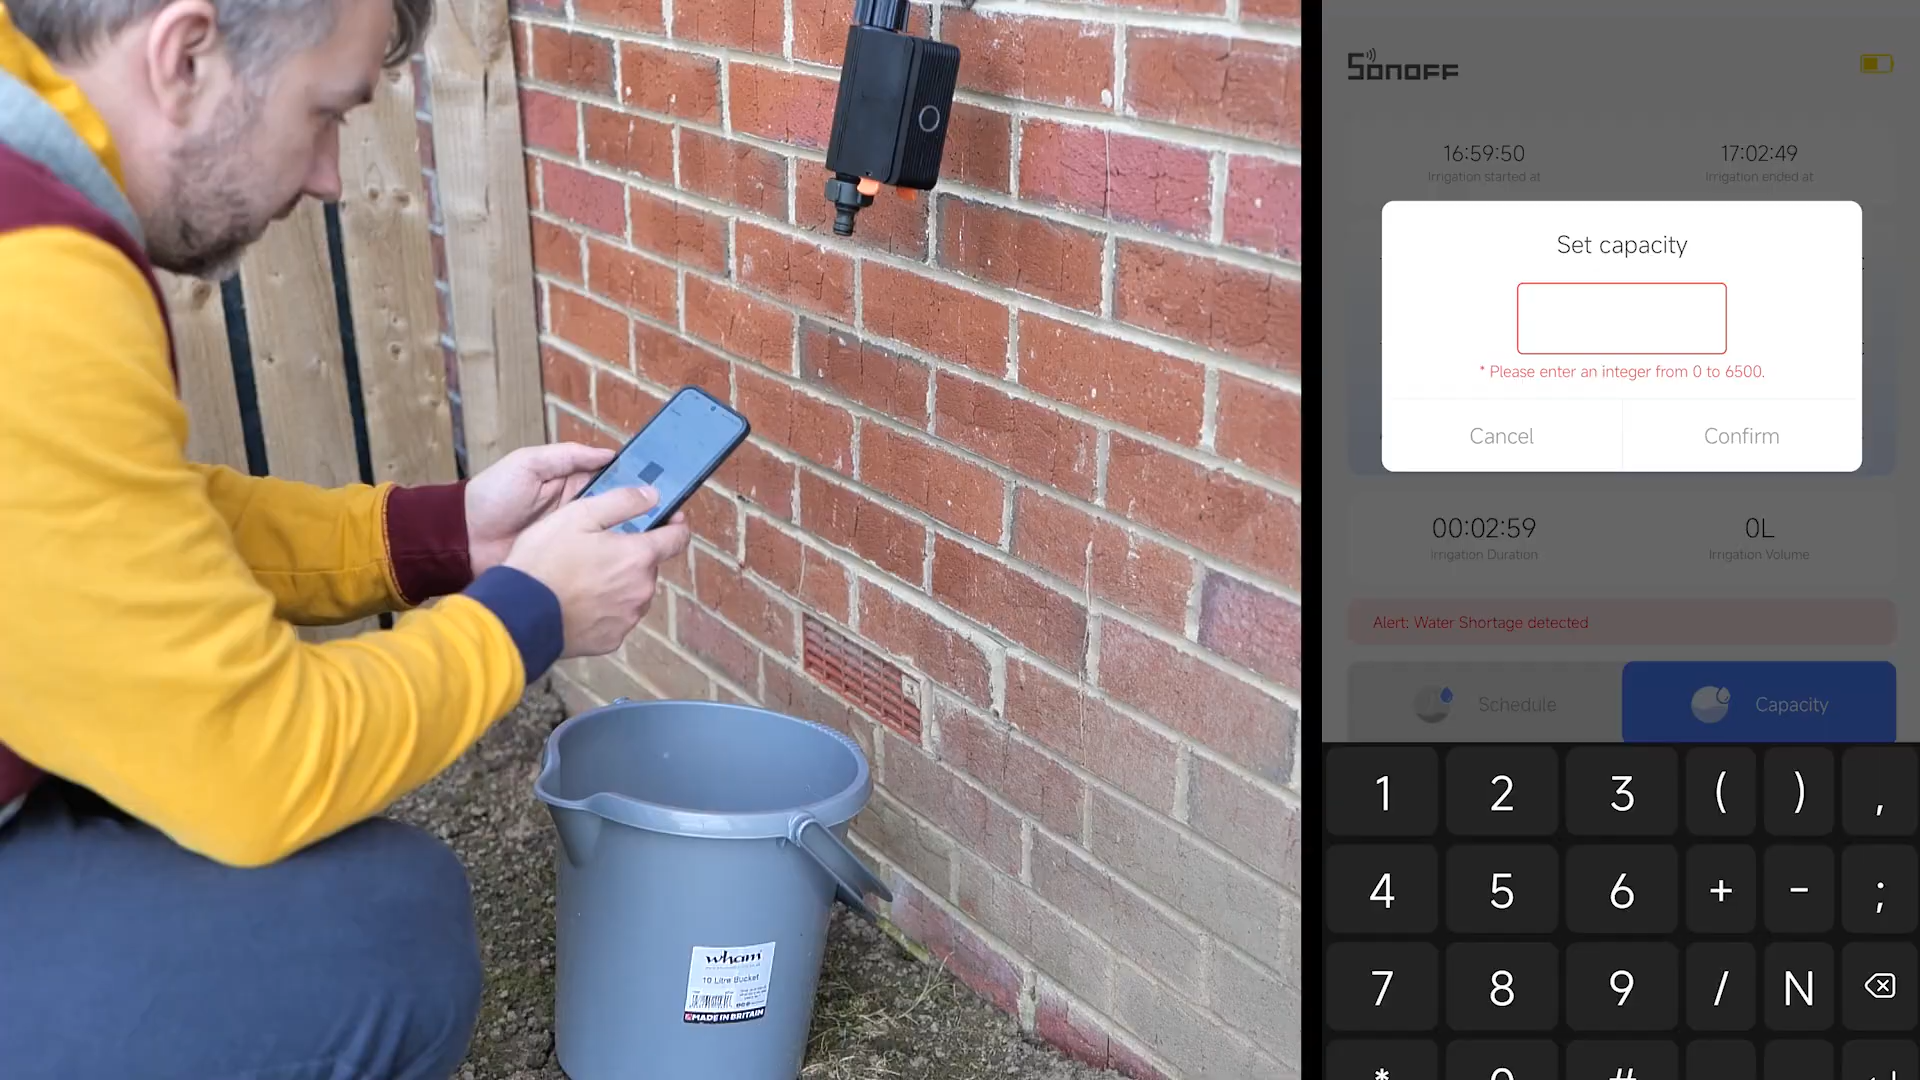 wham
10 Litre Bucket
MADE IN BRITAIN
SONOFF
16:59:50
Irrigation started at
17:02:49
Irrigation ended at
Set capacity
* Please enter an integer from 0 to 6500.
Cancel
Confirm
00:02:59
Irrigation Duration
0L
Irrigation Volume
Alert: Water Shortage detected
Schedule
Capacity
1 2 3 ( ) ,
4 5 6 + - ;
7 8 9 / N
* 0 #